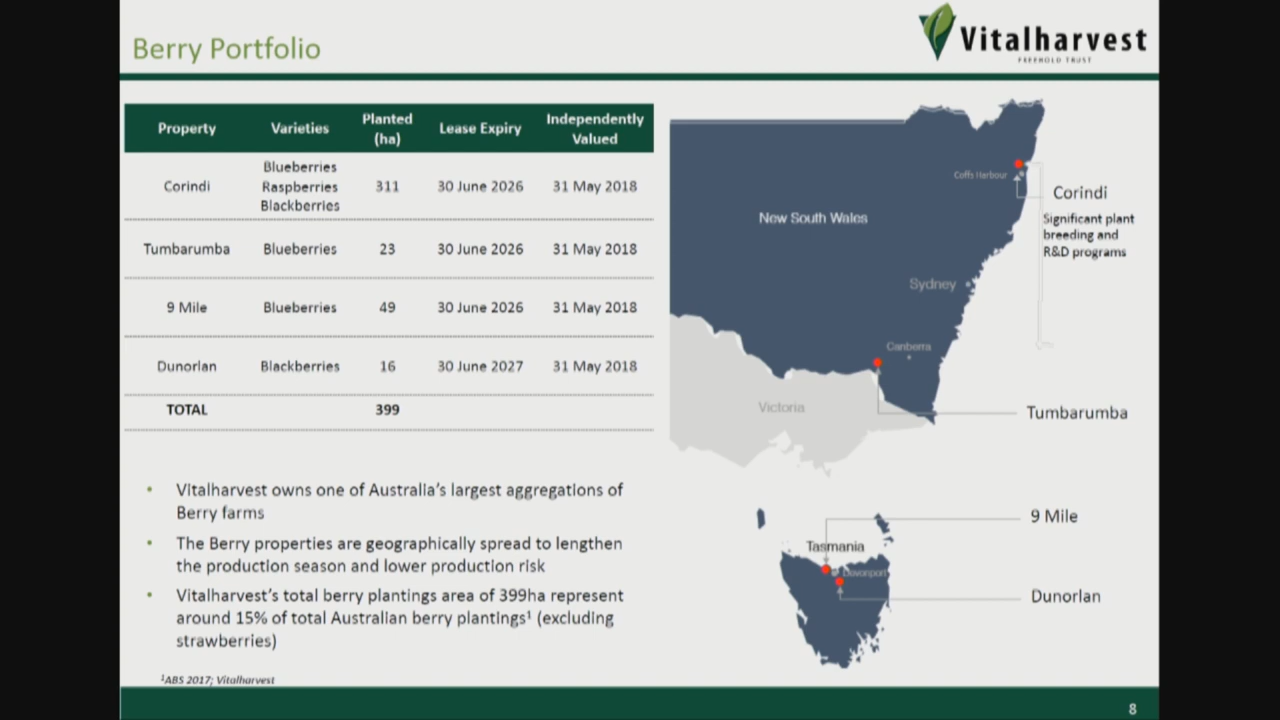 Berry Portfolio
Vitalharvest
FREEHOLD TRUST
Property Varieties Planted (ha) Lease Expiry Independently Valued
Corindi Blueberries Raspberries Blackberries 311 30 June 2026 31 May 2018
Tumbarumba Blueberries 23 30 June 2026 31 May 2018
9 Mile Blueberries 49 30 June 2026 31 May 2018
Dunorlan Blackberries 16 30 June 2027 31 May 2018
TOTAL 399
• Vitalharvest owns one of Australia's largest aggregations of
Berry farms
• The Berry properties are geographically spread to lengthen
the production season and lower production risk
• Vitalharvest's total berry plantings area of 399ha represent
around 15% of total Australian berry plantings¹ (excluding
strawberries)
¹ABS 2017; Vitalharvest
Coffs Harbour
Corindi
Significant plant
breeding and
R&D programs
New South Wales
Sydney
Canberra
Victoria
Tumbarumba
9 Mile
Tasmania
Devonport
Dunorlan
8